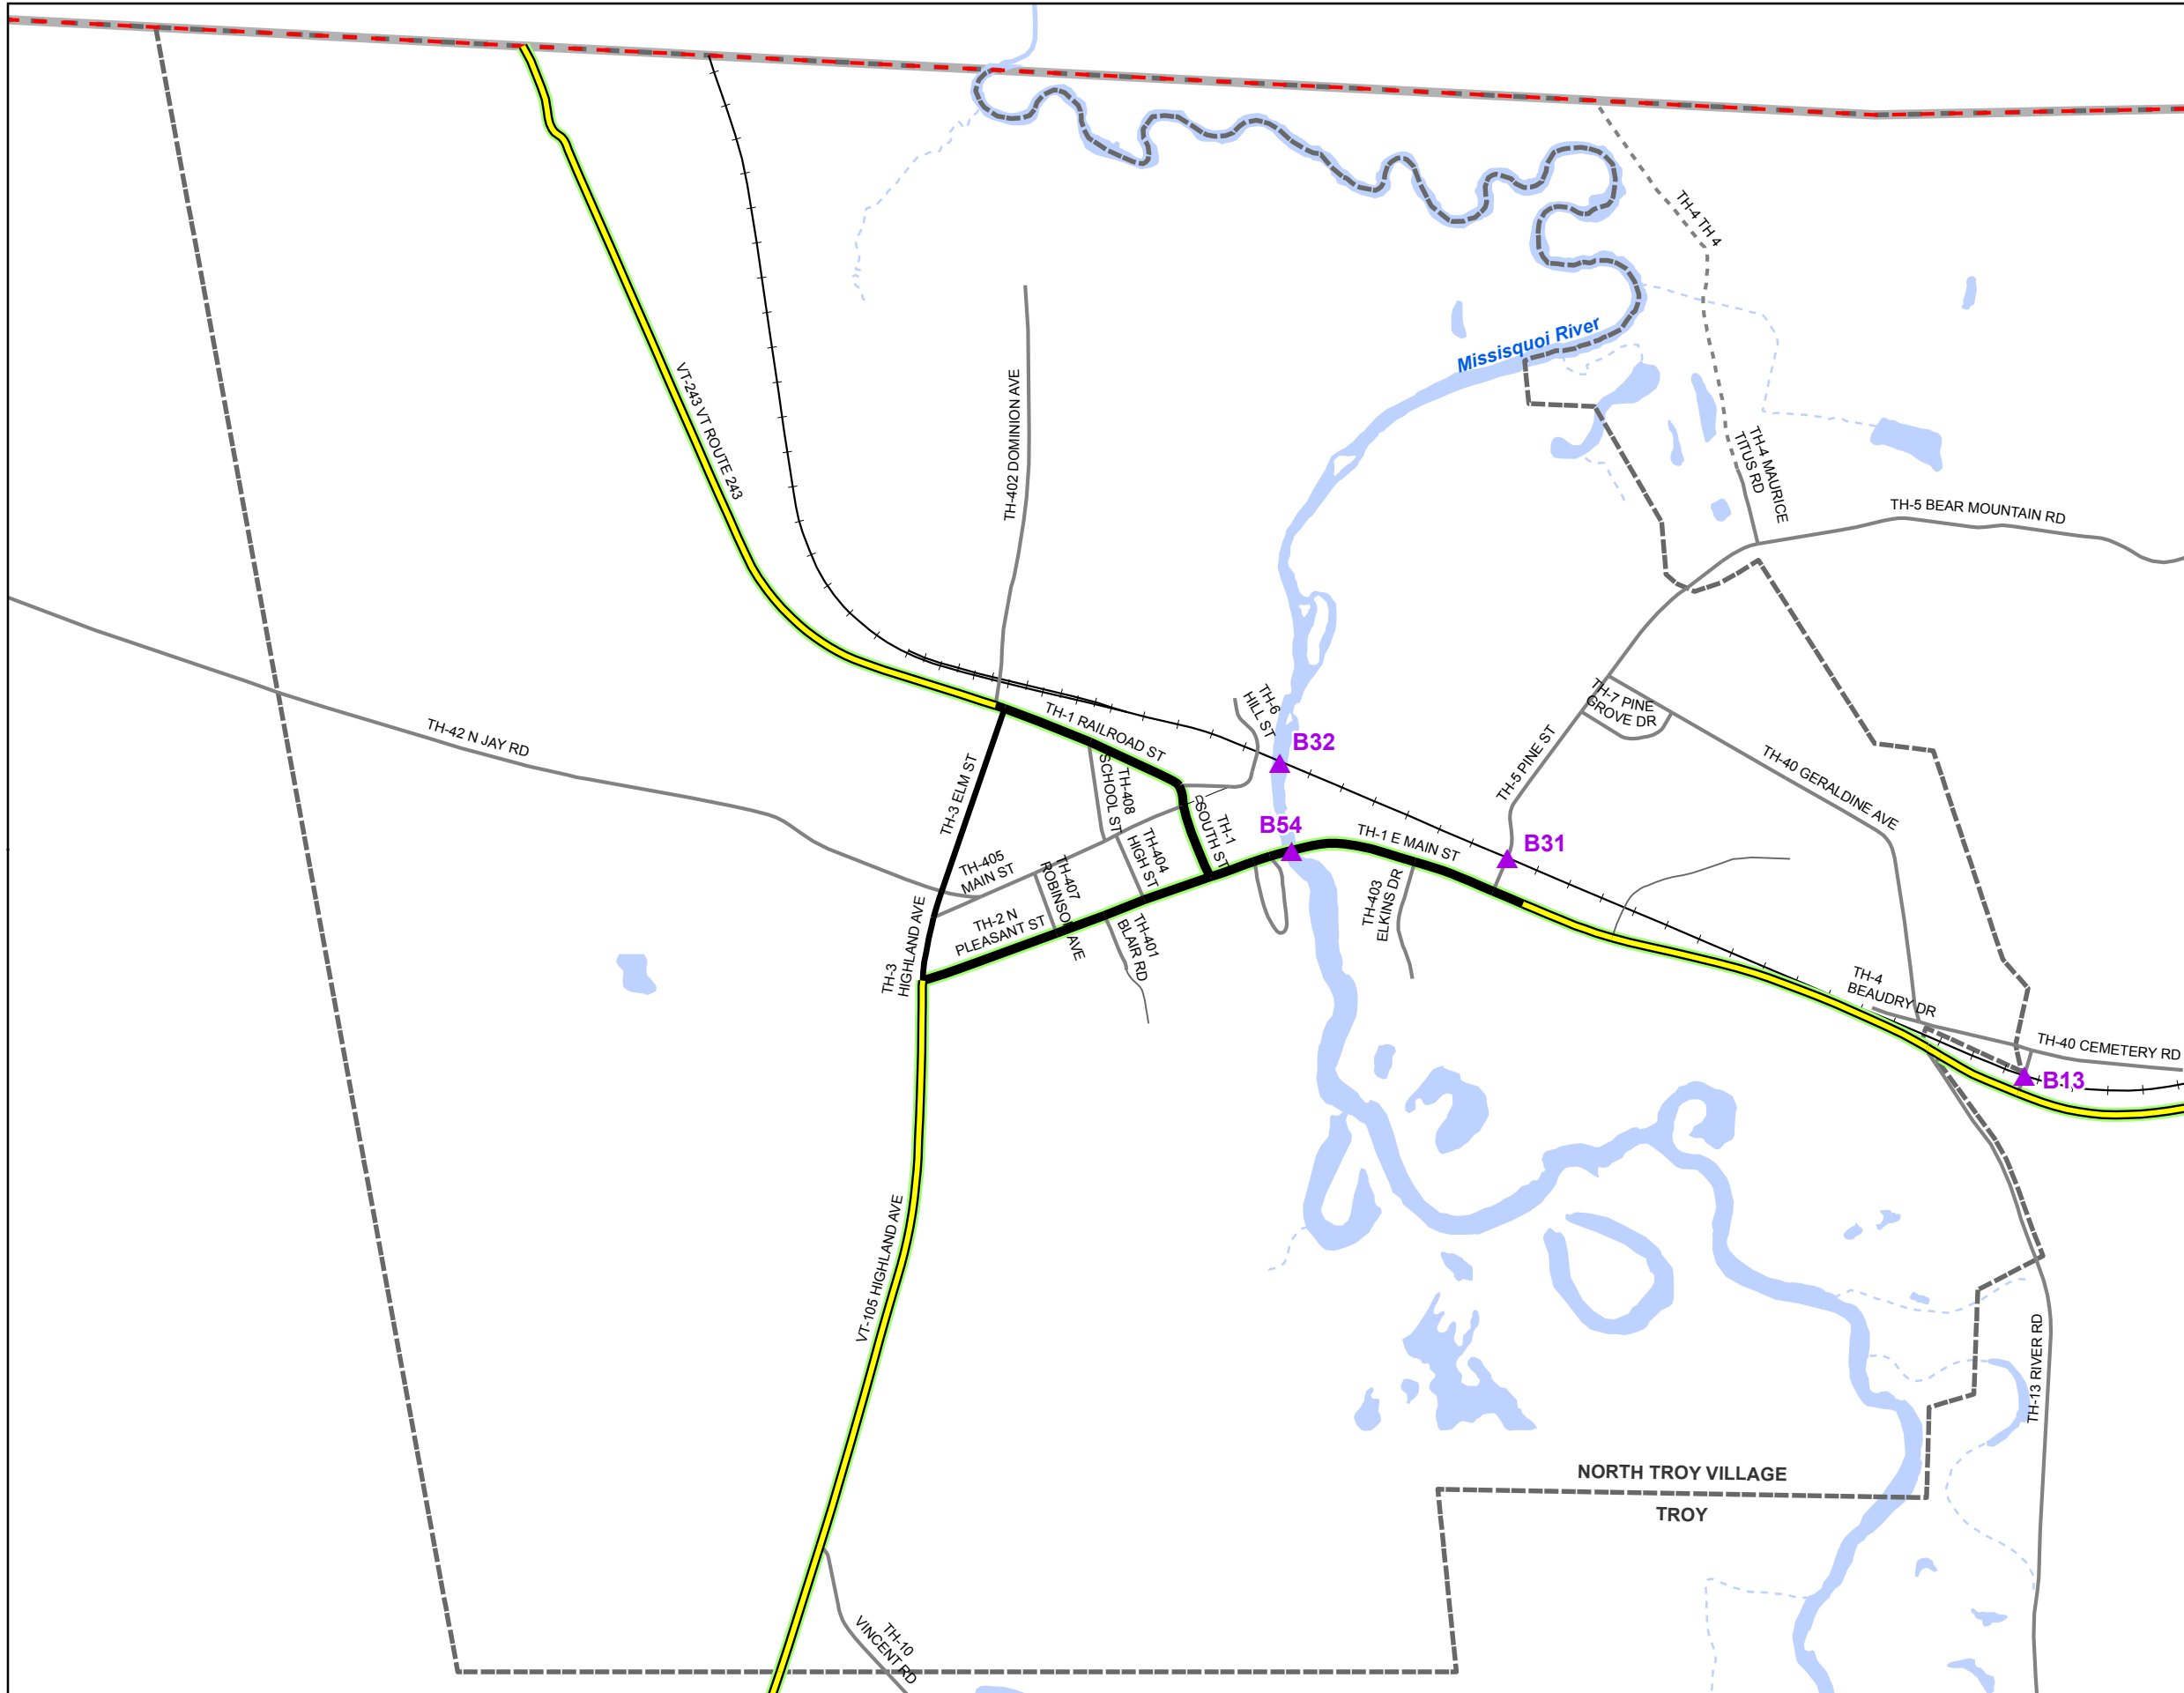 TH-4 TH 4
Missisquoi River
VT-243 VT ROUTE 243
TH-402 DOMINION AVE
TH-4 MAURICE
TITUS RD
TH-5 BEAR MOUNTAIN RD
TH-42 N JAY RD
TH-1 RAILROAD ST
TH-6
HILL ST
B32
TH-7 PINE
GROVE DR
TH-5 PINE ST
TH-40 GERALDINE AVE
TH-3 ELM ST
TH-408
SCHOOL ST
TH-1
SOUTH ST
B54
TH-1 E MAIN ST
B31
TH-404
HIGH ST
TH-405
MAIN ST
TH-407
ROBINSON AVE
TH-403
ELKINS DR
TH-2 N
PLEASANT ST
TH-401
BLAIR RD
TH-3
HIGHLAND AVE
TH-4
BEAUDRY DR
TH-40 CEMETERY RD
B13
VT-105 HIGHLAND AVE
TH-13 RIVER RD
NORTH TROY VILLAGE
TROY
TH-10
VINCENT RD